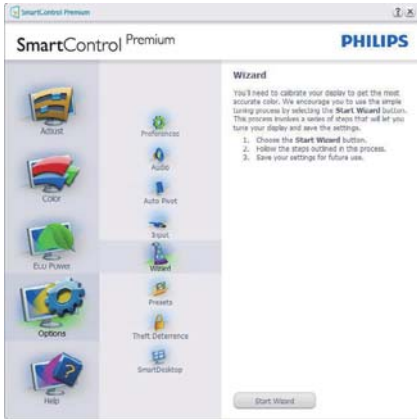 SmartControl Premium
SmartControl Premium
PHILIPS
Adjust
Color
ECO Power
Options
Help
Preferences
Audio
Auto Pivot
Input
Wizard
Presets
Theft Deterrence
SmartDesktop
Wizard
You'll need to calibrate your display to get the most
accurate color. We encourage you to use the simple
tuning process by selecting the Start Wizard button.
This process involves a series of steps that will let you
tune your display and save the settings.
1. Choose the Start Wizard button.
2. Follow the steps outlined in the process.
3. Save your settings for future use.
Start Wizard